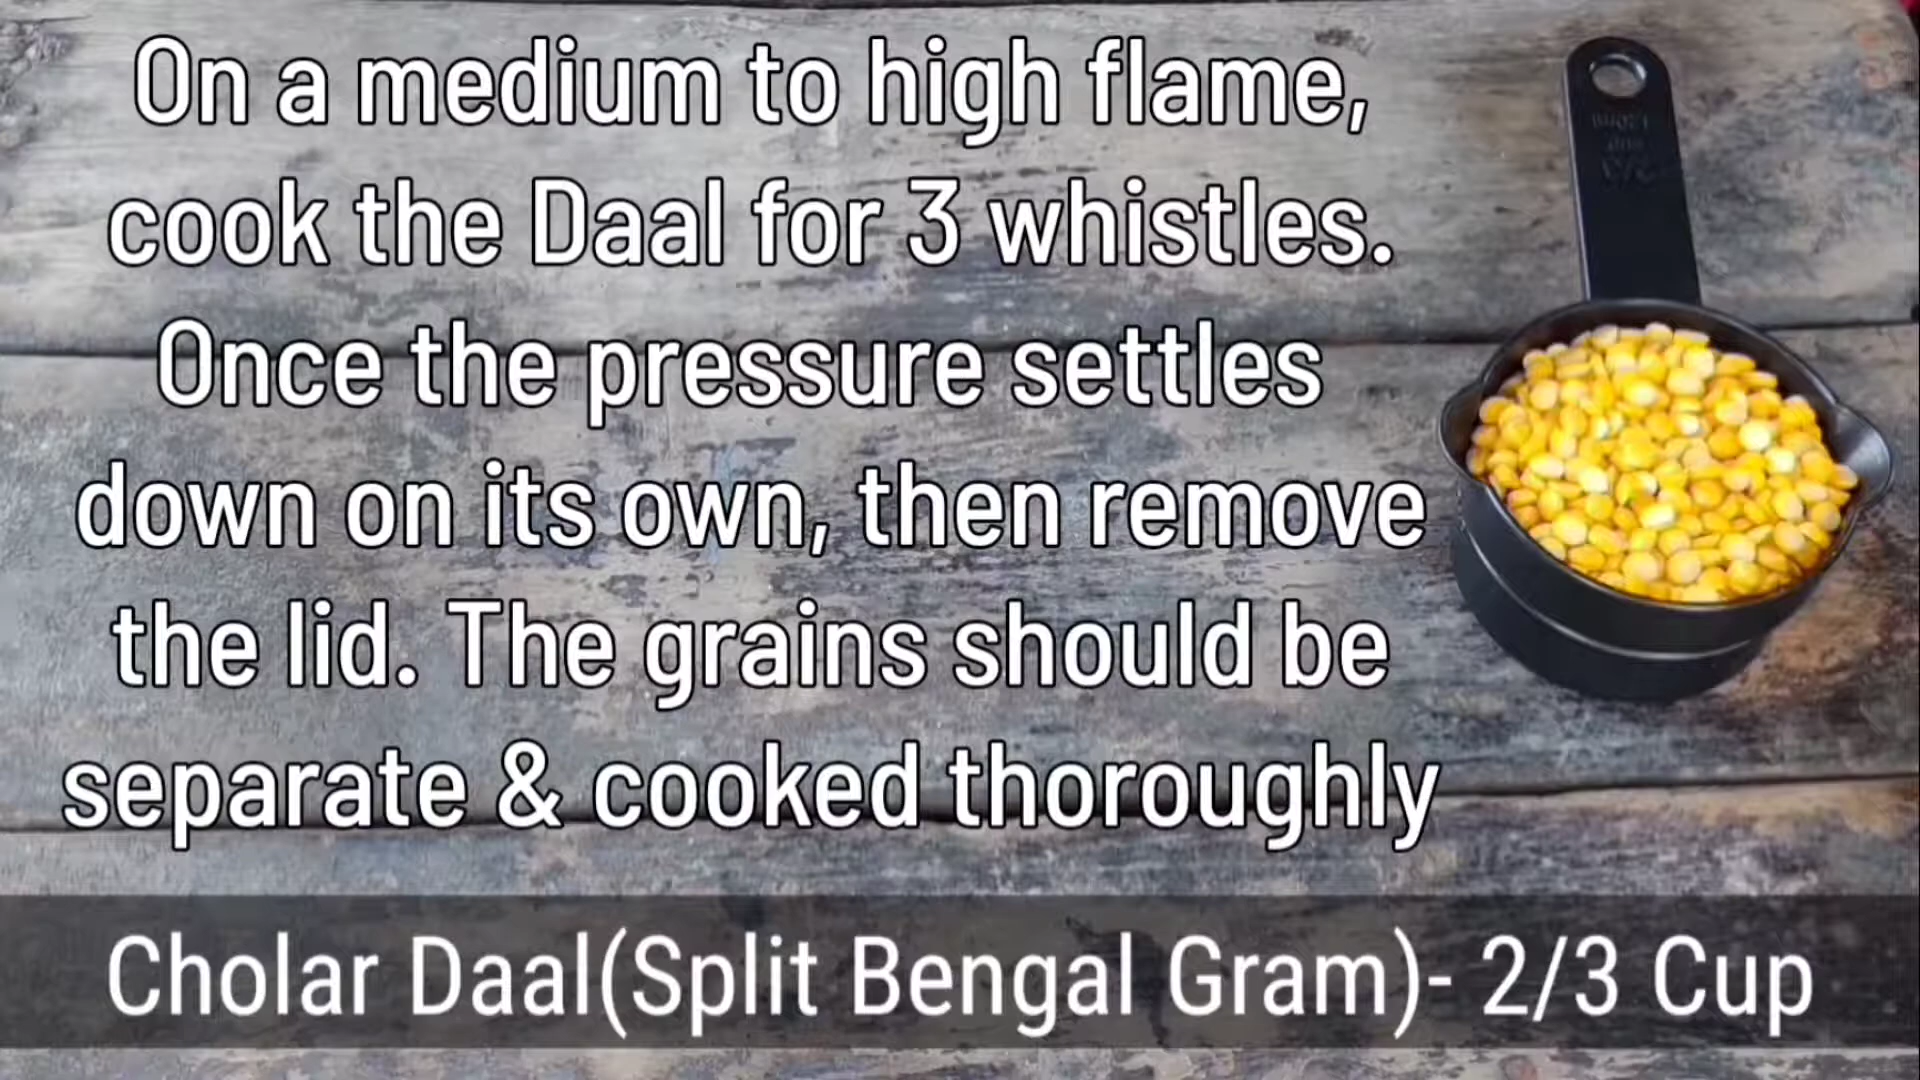 On a medium to high flame,
cook the Daal for 3 whistles.
Once the pressure settles
down on its own, then remove
the lid. The grains should be
separate & cooked thoroughly
Cholar Daal(Split Bengal Gram)- 2/3 Cup